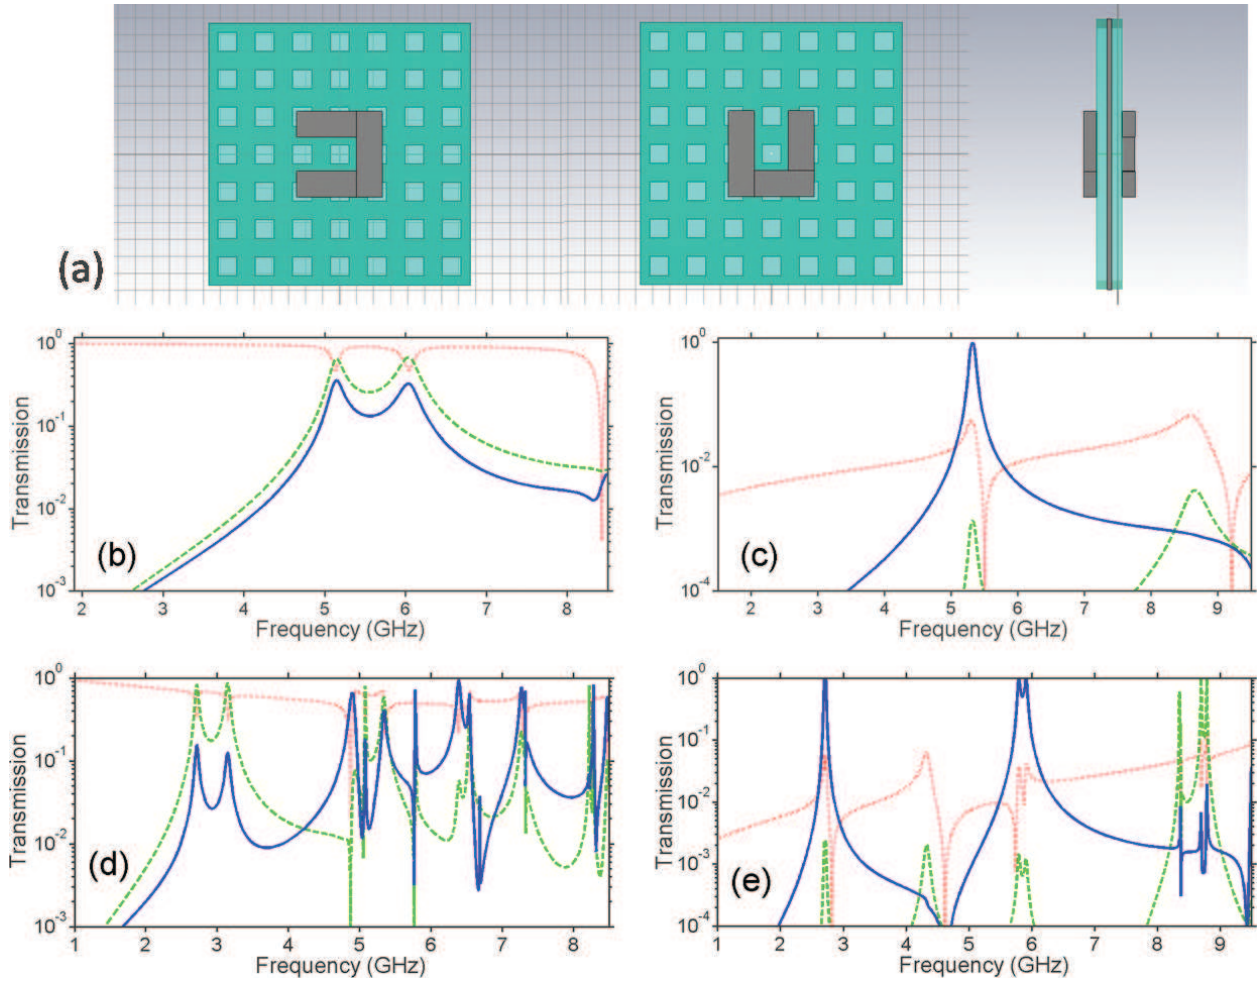 (a)
10^0
10^-1
10^-2
10^-3
Transmission
(b)
2 3 4 5 6 7 8
Frequency (GHz)
10^0
10^-2
10^-4
Transmission
(c)
2 3 4 5 6 7 8 9
Frequency (GHz)
10^0
10^-1
10^-2
10^-3
Transmission
(d)
1 2 3 4 5 6 7 8
Frequency (GHz)
10^0
10^-1
10^-2
10^-3
10^-4
Transmission
(e)
1 2 3 4 5 6 7 8 9
Frequency (GHz)